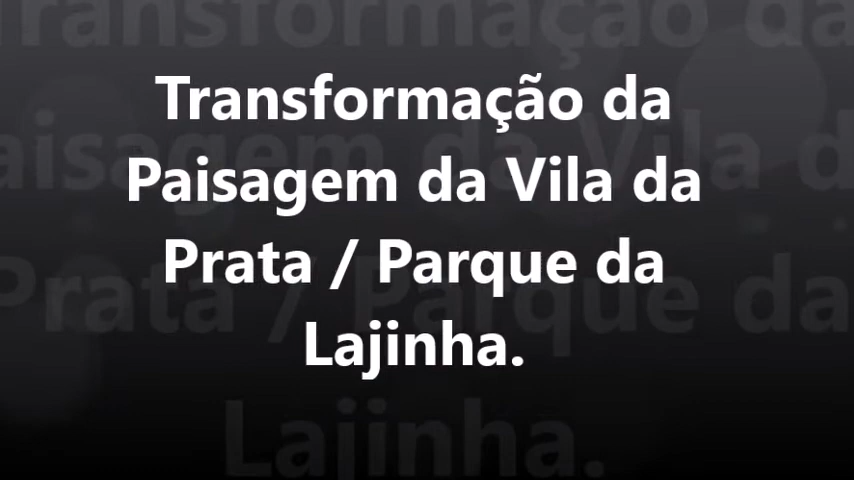 Transformação da
Paisagem da Vila da
Prata / Parque da
Lajinha.